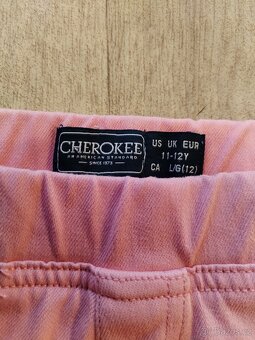 CHEROKEE
AN AMERICAN STANDARD
SINCE 1973
US UK EUR
11-12Y
CA L/G(12)